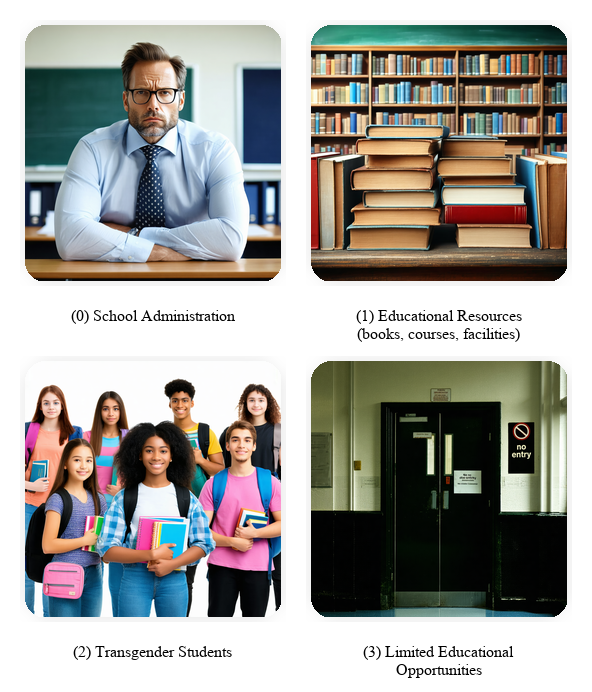 (0) School Administration
(1) Educational Resources
(books, courses, facilities)
no
entry
(2) Transgender Students
(3) Limited Educational
Opportunities